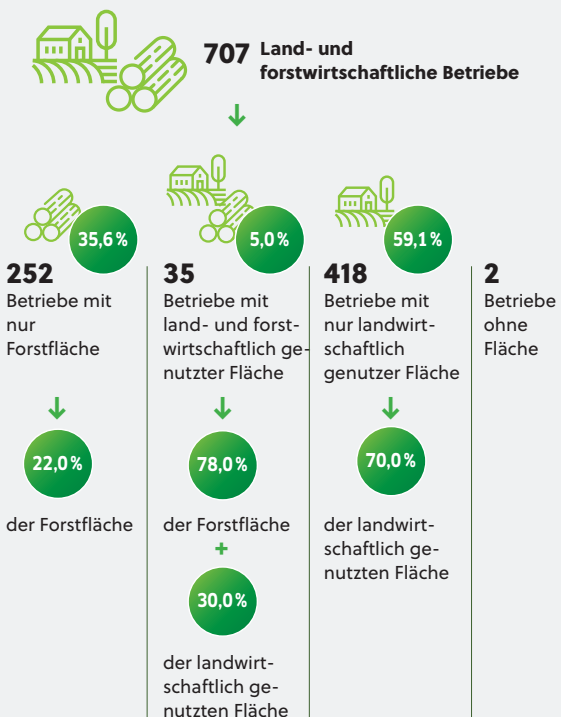 707 Land- und
forstwirtschaftliche Betriebe
↓
35,6 %
252
Betriebe mit
nur
Forstfläche
↓
22,0 %
der Forstfläche
5,0 %
35
Betriebe mit
land- und forst-
wirtschaftlich ge-
nutzter Fläche
↓
78,0 %
der Forstfläche
+
30,0 %
der landwirt-
schaftlich ge-
nutzten Fläche
59,1 %
418
Betriebe mit
nur landwirt-
schaftlich
genutzer Fläche
↓
70,0 %
der landwirt-
schaftlich ge-
nutzten Fläche
2
Betriebe
ohne
Fläche